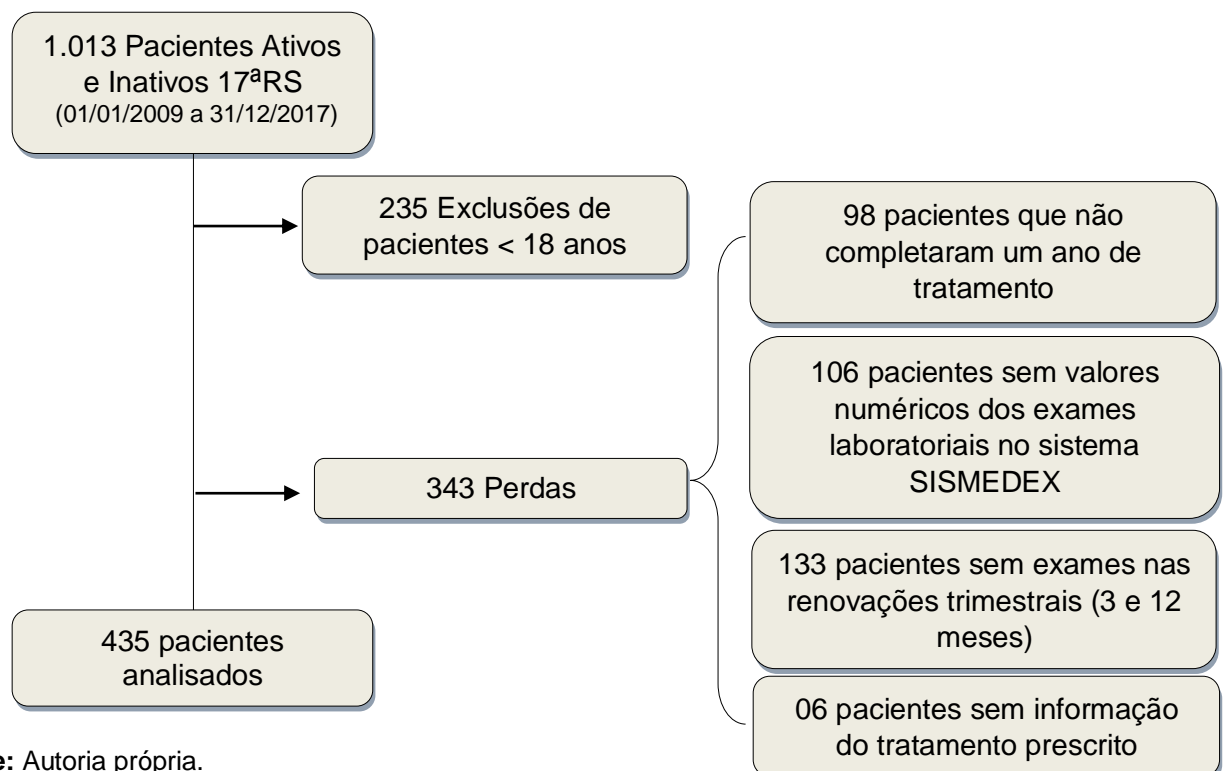 1.013 Pacientes Ativos
e Inativos 17ªRS
(01/01/2009 a 31/12/2017)
235 Exclusões de
pacientes < 18 anos
98 pacientes que não
completaram um ano de
tratamento
106 pacientes sem valores
numéricos dos exames
laboratoriais no sistema
SISMEDEX
343 Perdas
133 pacientes sem exames nas
renovações trimestrais (3 e 12
meses)
435 pacientes
analisados
06 pacientes sem informação
do tratamento prescrito
e: Autoria própria.